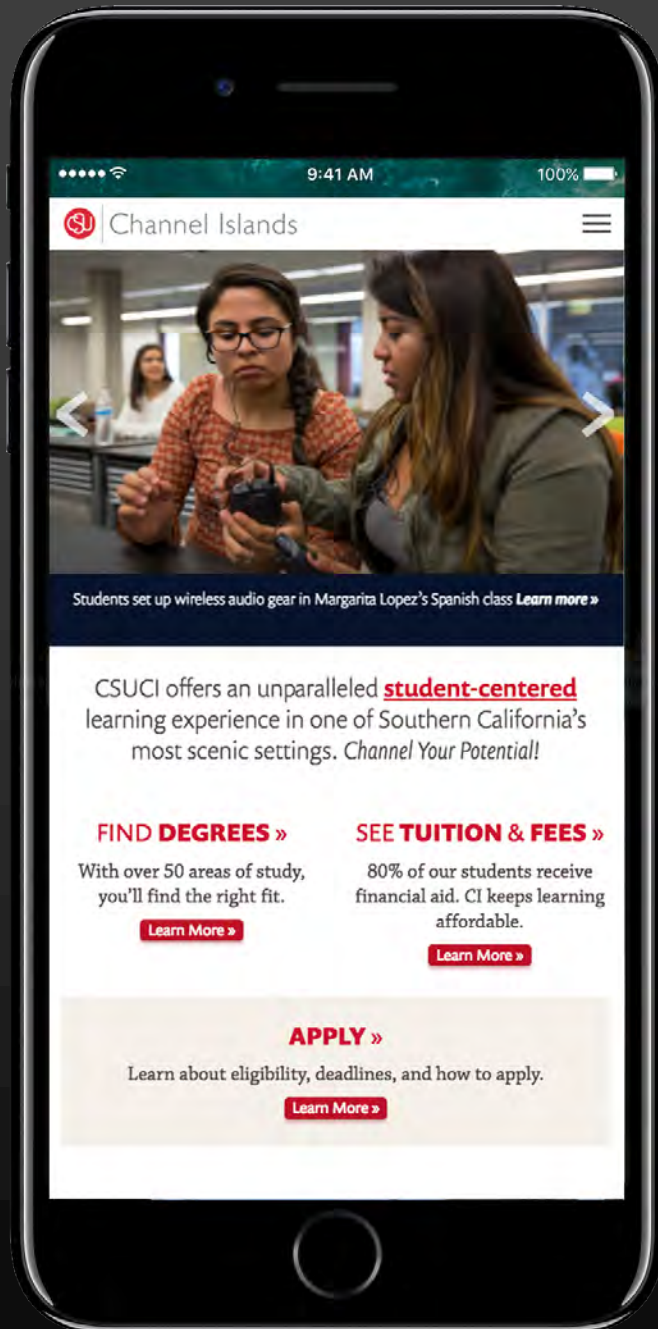 9:41 AM
100%
CSU Channel Islands
Students set up wireless audio gear in Margarita Lopez's Spanish class Learn more »
CSUCI offers an unparalleled student-centered
learning experience in one of Southern California's
most scenic settings. Channel Your Potential!
FIND DEGREES »
With over 50 areas of study,
you'll find the right fit.
Learn More »
SEE TUITION & FEES »
80% of our students receive
financial aid. CI keeps learning
affordable.
Learn More »
APPLY »
Learn about eligibility, deadlines, and how to apply.
Learn More »